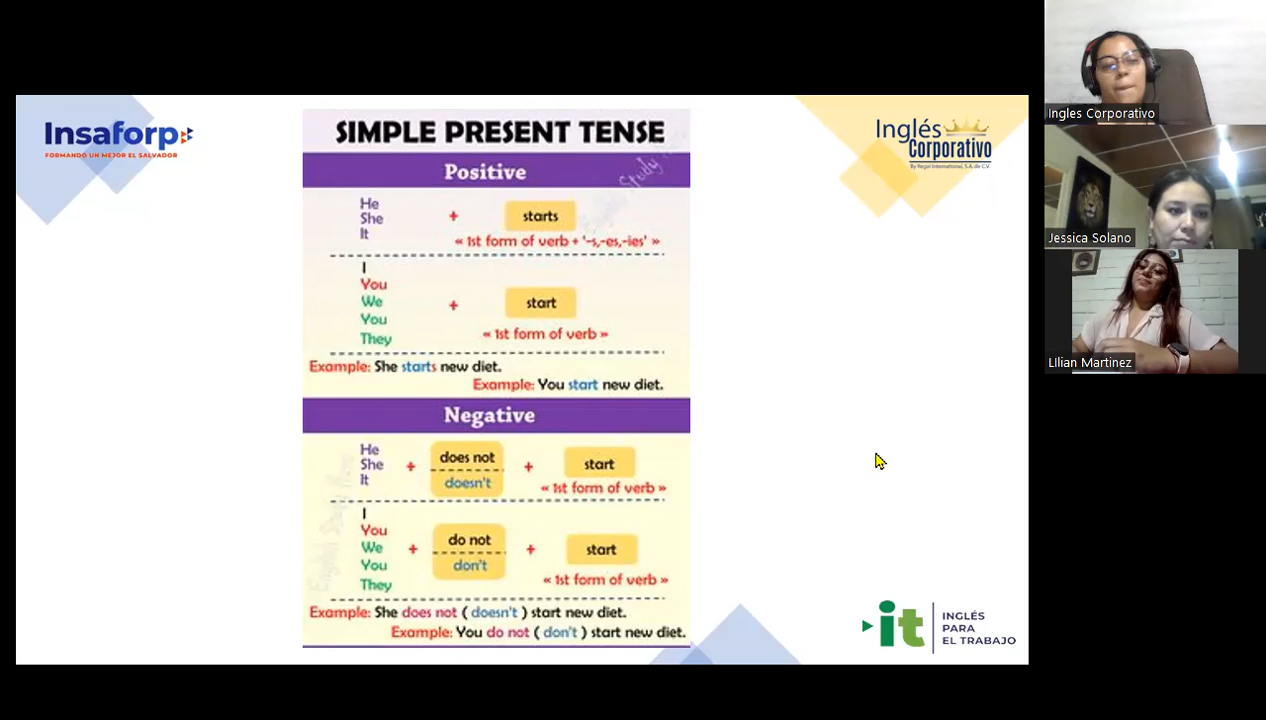 Insaforp
FORMANDO UN MEJOR EL SALVADOR
SIMPLE PRESENT TENSE
Inglés
Corporativo
By Regal International, S.A. de C.V.
Positive
He
She
It
+
starts
« 1st form of verb + '-s,-es,-ies' »
I
You
We
You
They
+
start
« 1st form of verb »
Example: She starts new diet.
Example: You start new diet.
Negative
He
She
It
+
does not
doesn't
+
start
« 1st form of verb »
I
You
We
You
They
+
do not
don't
+
start
« 1st form of verb »
Example: She does not ( doesn't ) start new diet.
Example: You do not ( don't ) start new diet.
it
INGLÉS
PARA
EL TRABAJO
Ingles Corporativo
Jessica Solano
LIlian Martinez